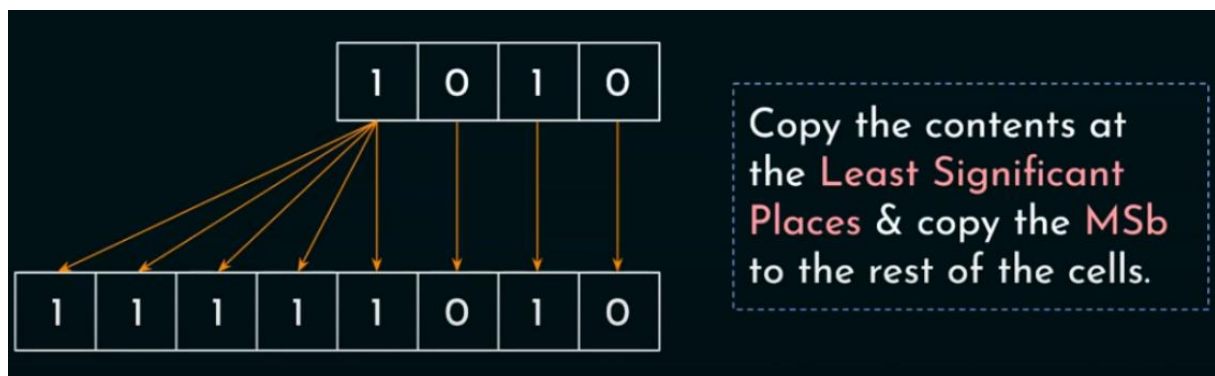 1 0 1 0
Copy the contents at
the Least Significant
Places & copy the MSb
to the rest of the cells.
1 1 1 1 1 0 1 0